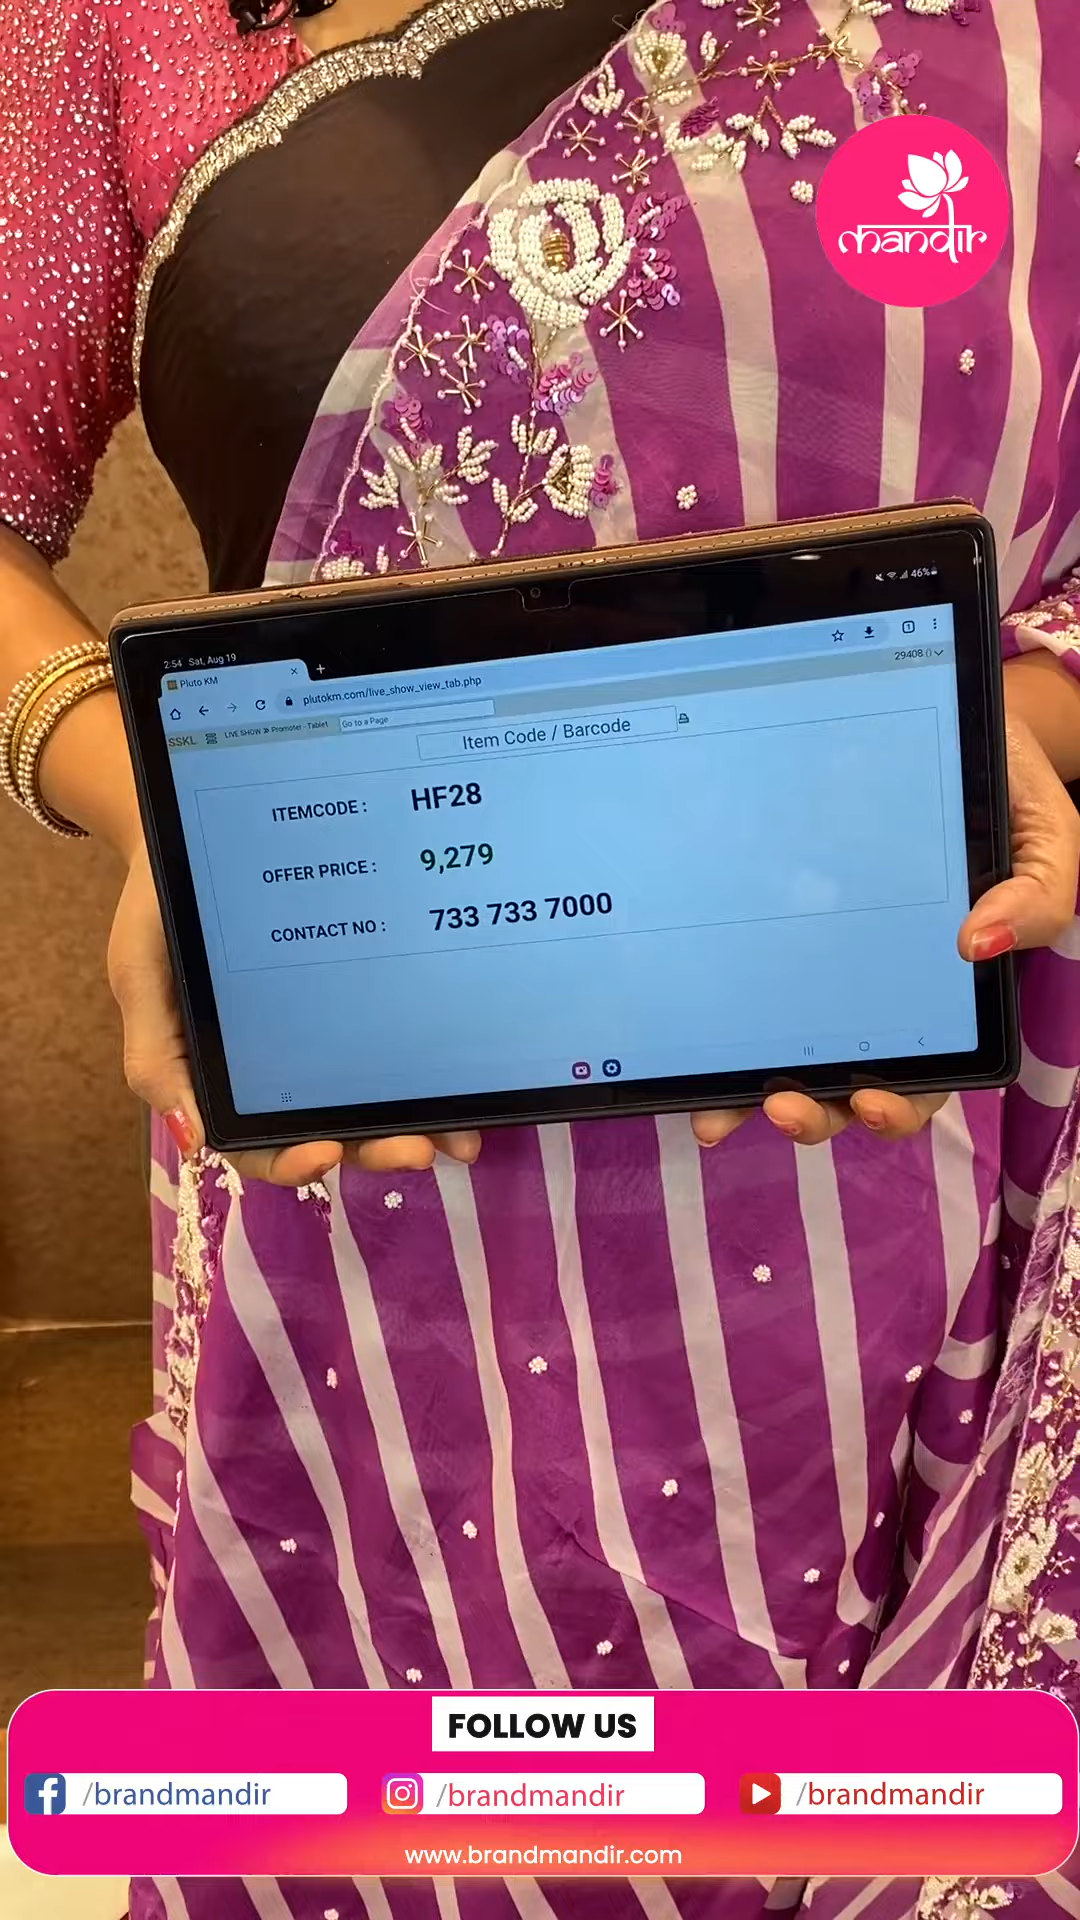 mandir
46%
2:54 Sat, Aug 19
Pluto KM
plutokm.com/live_show_view_tab.php
29408 ()
SSKL
LIVE SHOW » Promoter - Tablet
Go to a Page
Item Code / Barcode
ITEMCODE : HF28
OFFER PRICE : 9,279
CONTACT NO : 733 733 7000
FOLLOW US
/brandmandir
/brandmandir
/brandmandir
www.brandmandir.com